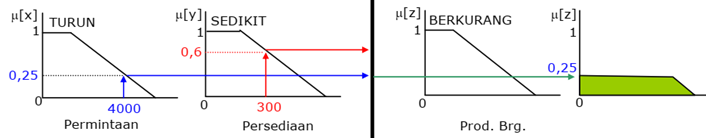 μ[x] TURUN
1
0,25
0
4000
Permintaan
μ[y] SEDIKIT
1
0,6
0
300
Persediaan
μ[z] BERKURANG
1
0
Prod. Brg.
μ[z]
1
0,25
0